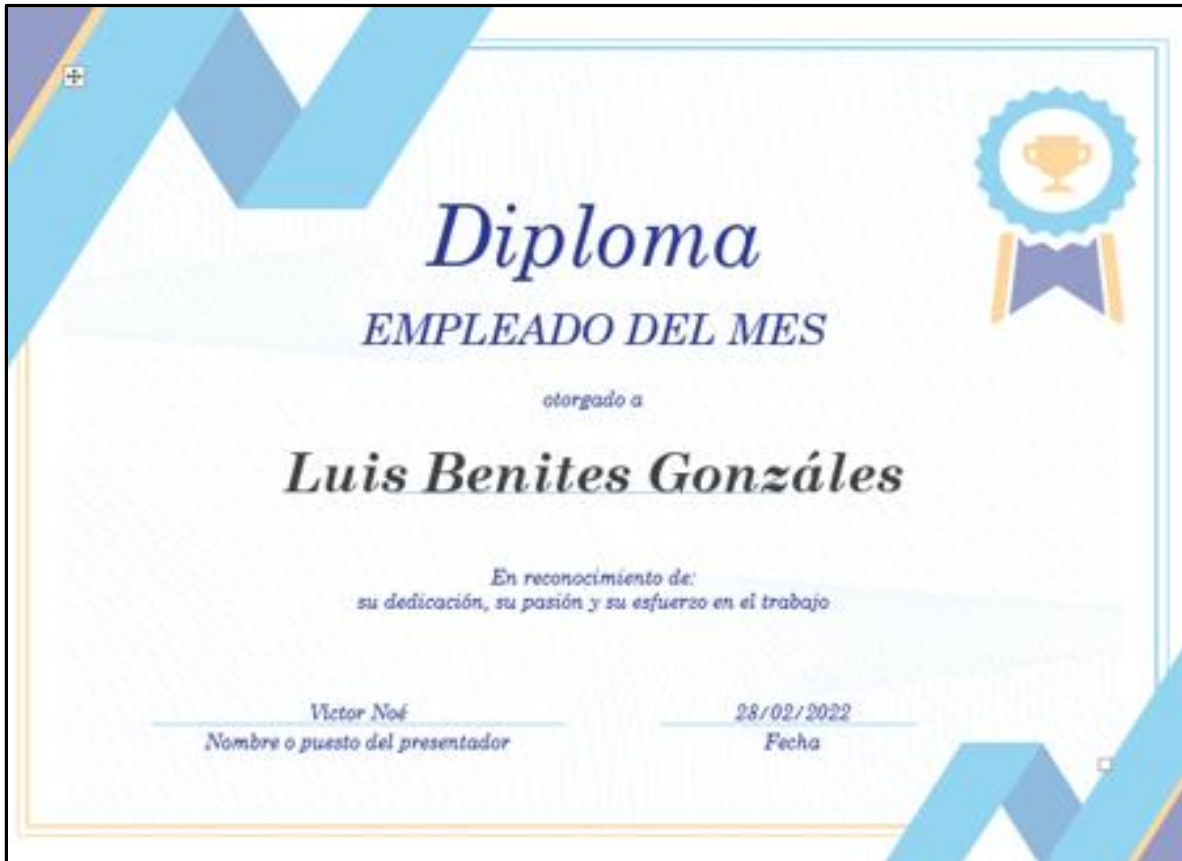 Diploma
EMPLEADO DEL MES
otorgado a
Luis Benites Gonzáles
En reconocimiento de:
su dedicación, su pasión y su esfuerzo en el trabajo
Victor Noé
Nombre o puesto del presentador
28/02/2022
Fecha